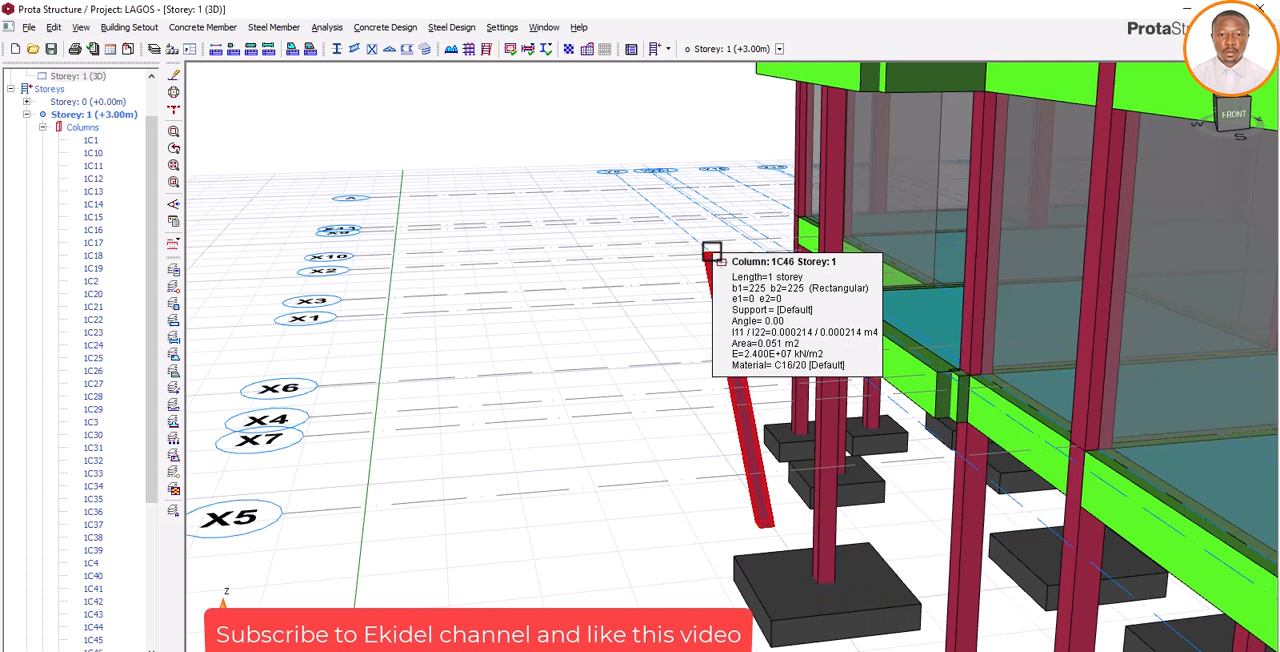 Prota Structure / Project: LAGOS - [Storey: 1 (3D)]
File Edit View Building Setout Concrete Member Steel Member Analysis Concrete Design Steel Design Settings Window Help
Storey: 1 (+3.00m)
Storey: 1 (3D)
Storeys
Storey: 0 (+0.00m)
Storey: 1 (+3.00m)
Columns
1C1
1C10
1C11
1C12
1C13
1C14
1C15
1C16
1C17
1C18
1C19
1C2
1C20
1C21
1C22
1C23
1C24
1C25
1C26
1C27
1C28
1C29
1C3
1C30
1C31
1C32
1C33
1C34
1C35
1C36
1C37
1C38
1C39
1C4
1C40
1C41
1C42
1C43
1C44
1C45
FRONT
W
S
A
X10
X2
X3
X1
X6
X4
X7
X5
Z
Column: 1C46 Storey: 1
Length=1 storey
b1=225 b2=225 (Rectangular)
e1=0 e2=0
Support= [Default]
Angle= 0.00
I11 / I22=0.000214 / 0.000214 m4
Area=0.051 m2
E=2.400E+07 kN/m2
Material= C16/20 [Default]
Subscribe to Ekidel channel and like this video